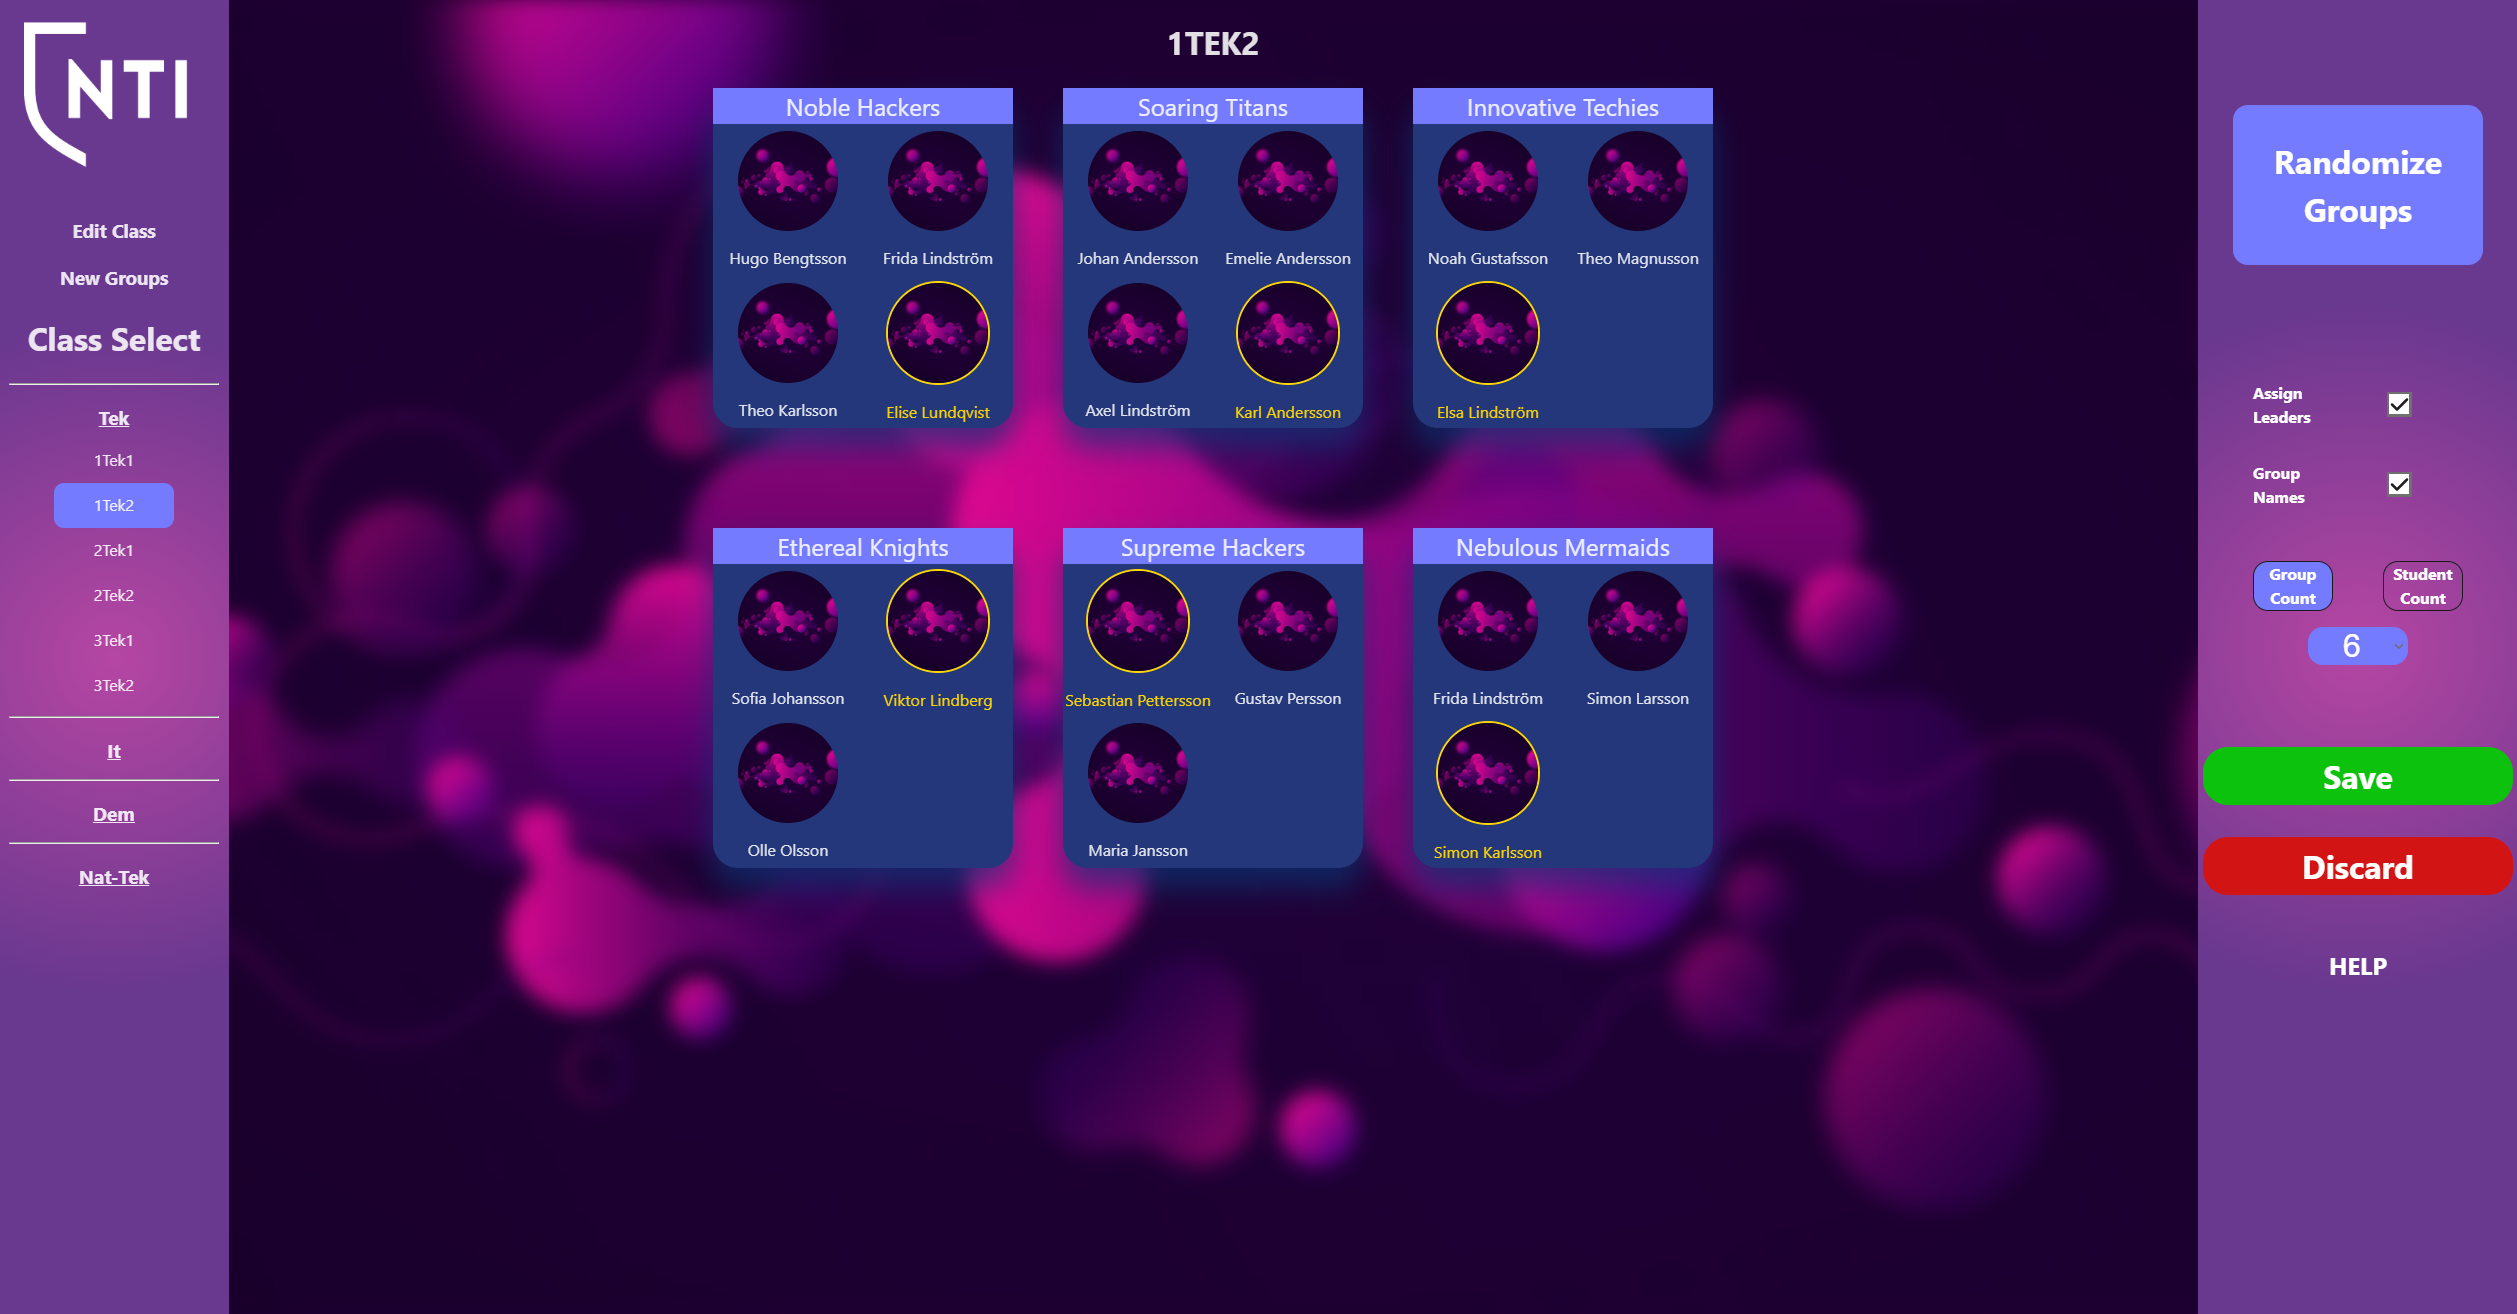 NTI
Edit Class
New Groups
Class Select
Tek
1Tek1
1Tek2
2Tek1
2Tek2
3Tek1
3Tek2
It
Dem
Nat-Tek
1TEK2
Noble Hackers
Hugo Bengtsson
Frida Lindström
Theo Karlsson
Elise Lundqvist
Soaring Titans
Johan Andersson
Emelie Andersson
Axel Lindström
Karl Andersson
Innovative Techies
Noah Gustafsson
Theo Magnusson
Elsa Lindström
Ethereal Knights
Sofia Johansson
Viktor Lindberg
Olle Olsson
Supreme Hackers
Sebastian Pettersson
Gustav Persson
Maria Jansson
Nebulous Mermaids
Frida Lindström
Simon Larsson
Simon Karlsson
Randomize
Groups
Assign
Leaders
Group
Names
Group
Count
Student
Count
6
Save
Discard
HELP